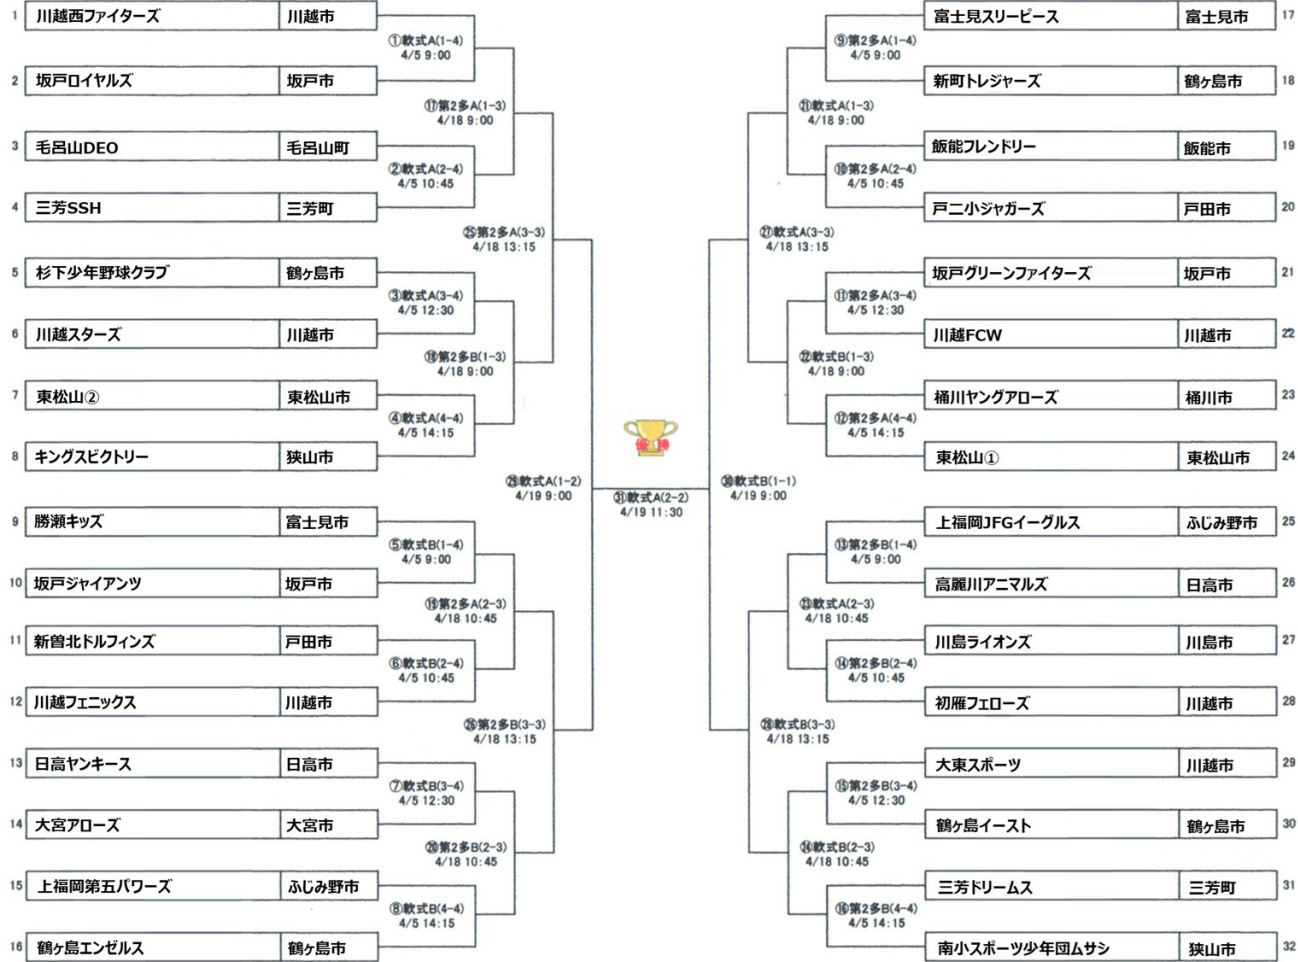 1 川越西ファイターズ 川越市
①軟式A(1-4)
4/5 9:00
2 坂戸ロイヤルズ 坂戸市
⑰第2多A(1-3)
4/18 9:00
3 毛呂山DEO 毛呂山町
②軟式A(2-4)
4/5 10:45
4 三芳SSH 三芳町
㉕第2多A(3-3)
4/18 13:15
5 杉下少年野球クラブ 鶴ヶ島市
③軟式A(3-4)
4/5 12:30
6 川越スターズ 川越市
⑱第2多B(1-3)
4/18 9:00
7 東松山② 東松山市
④軟式A(4-4)
4/5 14:15
8 キングスビクトリー 狭山市
㉙軟式A(1-2)
4/19 9:00
9 勝瀬キッズ 富士見市
⑤軟式B(1-4)
4/5 9:00
10 坂戸ジャイアンツ 坂戸市
⑲第2多A(2-3)
4/18 10:45
11 新曽北ドルフィンズ 戸田市
⑥軟式B(2-4)
4/5 10:45
12 川越フェニックス 川越市
㉖第2多B(3-3)
4/18 13:15
13 日高ヤンキース 日高市
⑦軟式B(3-4)
4/5 12:30
14 大宮アローズ 大宮市
⑳第2多B(2-3)
4/18 10:45
15 上福岡第五パワーズ ふじみ野市
⑧軟式B(4-4)
4/5 14:15
16 鶴ヶ島エンゼルス 鶴ヶ島市
優勝
㉛軟式A(2-2)
4/19 11:30
富士見スリーピース 富士見市 17
⑨第2多A(1-4)
4/5 9:00
新町トレジャーズ 鶴ヶ島市 18
㉑軟式A(1-3)
4/18 9:00
飯能フレンドリー 飯能市 19
⑩第2多A(2-4)
4/5 10:45
戸二小ジャガーズ 戸田市 20
㉗軟式A(3-3)
4/18 13:15
坂戸グリーンファイターズ 坂戸市 21
⑪第2多A(3-4)
4/5 12:30
川越FCW 川越市 22
㉒軟式B(1-3)
4/18 9:00
桶川ヤングアローズ 桶川市 23
⑫第2多A(4-4)
4/5 14:15
東松山① 東松山市 24
㉚軟式B(1-1)
4/19 9:00
上福岡JFGイーグルス ふじみ野市 25
⑬第2多B(1-4)
4/5 9:00
高麗川アニマルズ 日高市 26
㉓軟式A(2-3)
4/18 10:45
川島ライオンズ 川島市 27
⑭第2多B(2-4)
4/5 10:45
初雁フェローズ 川越市 28
㉘軟式B(3-3)
4/18 13:15
大東スポーツ 川越市 29
⑮第2多B(3-4)
4/5 12:30
鶴ヶ島イースト 鶴ヶ島市 30
㉔軟式B(2-3)
4/18 10:45
三芳ドリームス 三芳町 31
⑯第2多B(4-4)
4/5 14:15
南小スポーツ少年団ムサシ 狭山市 32